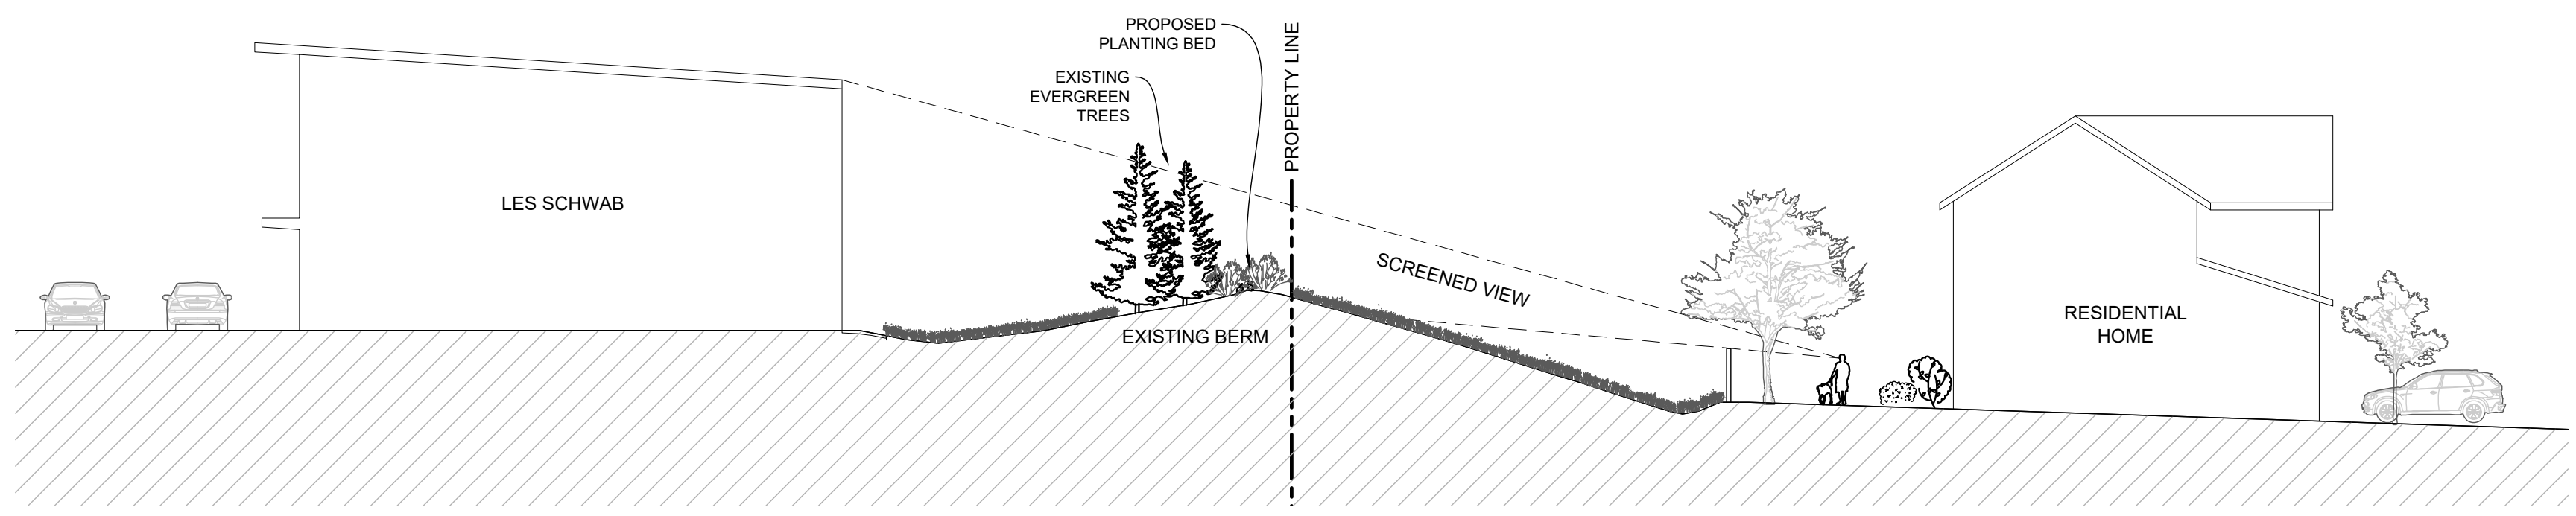 PROPOSED
PLANTING BED
EXISTING
EVERGREEN
TREES
PROPERTY LINE
LES SCHWAB
SCREENED VIEW
EXISTING BERM
RESIDENTIAL
HOME